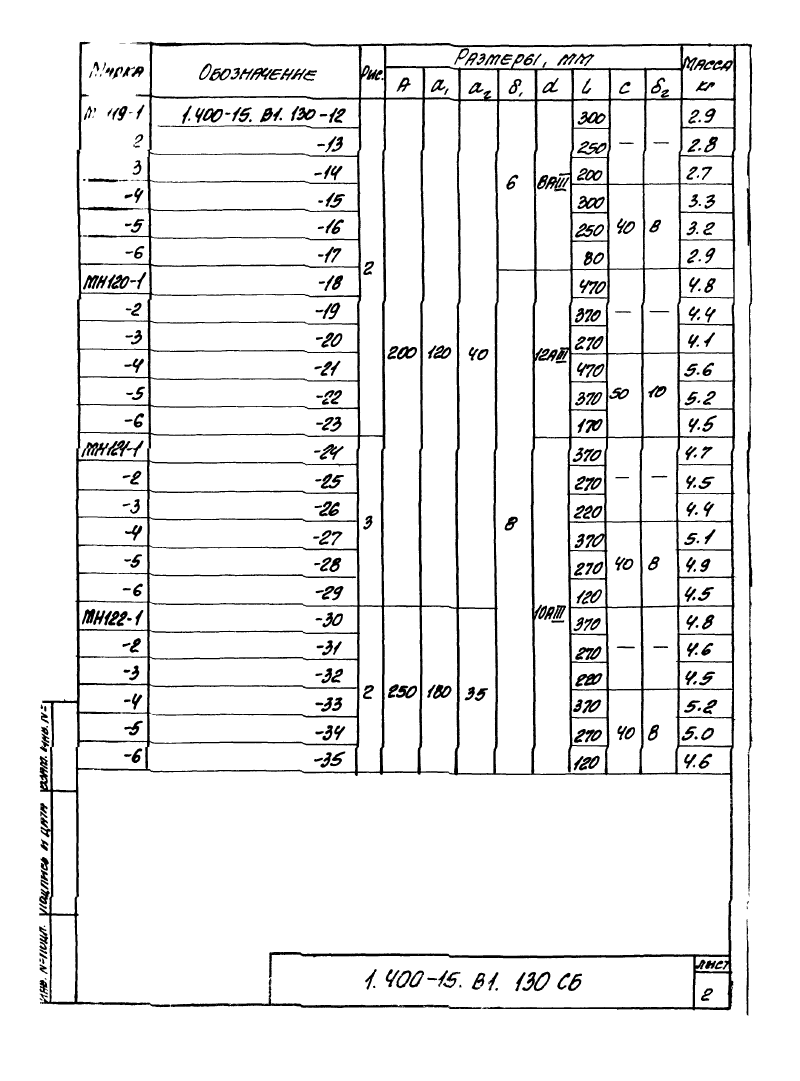 Марка Обозначение Рис. Размеры, мм Масса кг
А а₁ а₂ δ₁ d l c δ₂
МН119-1 1.400-15.В1.130-12 300 2.9
2 -13 250 — — 2.8
3 -14 6 8АIII 200 2.7
-4 -15 300 3.3
-5 -16 250 40 8 3.2
-6 -17 2 80 2.9
МН120-1 -18 470 4.8
-2 -19 370 — — 4.4
-3 -20 200 120 40 12АIII 270 4.1
-4 -21 470 5.6
-5 -22 370 50 10 5.2
-6 -23 170 4.5
МН121-1 -24 370 4.7
-2 -25 270 — — 4.5
-3 -26 3 8 220 4.4
-4 -27 370 5.1
-5 -28 270 40 8 4.9
-6 -29 120 4.5
МН122-1 -30 10АIII 370 4.8
-2 -31 270 — — 4.6
-3 -32 2 250 180 35 220 4.5
-4 -33 370 5.2
-5 -34 270 40 8 5.0
-6 -35 120 4.6
Инв. № подл. Подпись и дата Взам. инв. №
1.400-15.В1.130 СБ
Лист
2